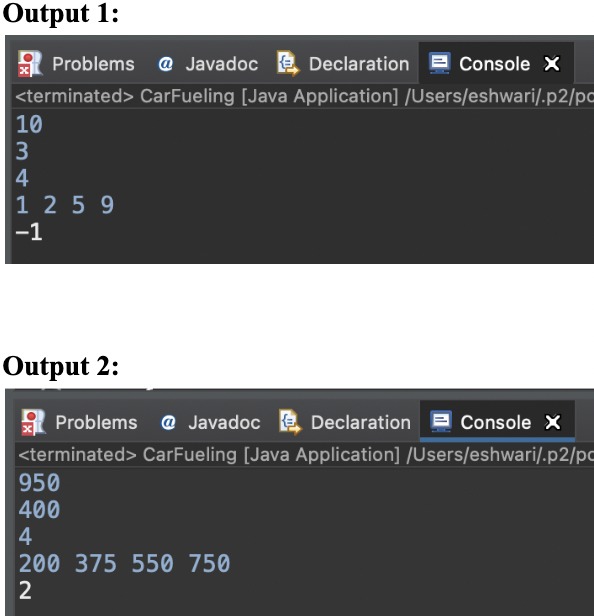 Output 1:
Problems @ Javadoc Declaration Console
<terminated> CarFueling [Java Application] /Users/eshwari/.p2/po
10
3
4
1 2 5 9
-1
Output 2:
Problems @ Javadoc Declaration Console
<terminated> CarFueling [Java Application] /Users/eshwari/.p2/po
950
400
4
200 375 550 750
2